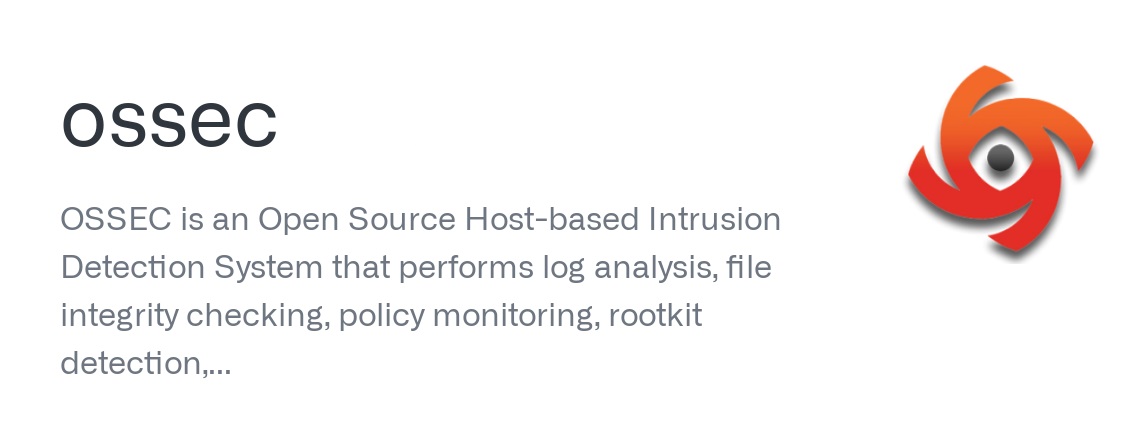 ossec
OSSEC is an Open Source Host-based Intrusion
Detection System that performs log analysis, file
integrity checking, policy monitoring, rootkit
detection,...